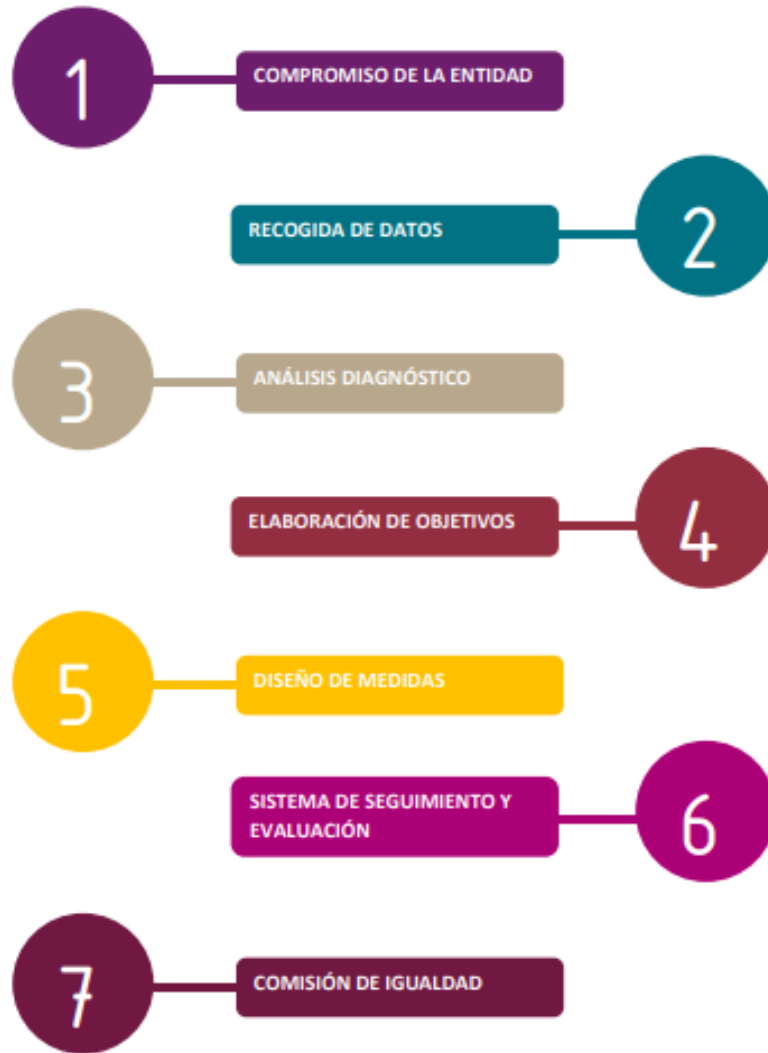 1
COMPROMISO DE LA ENTIDAD
RECOGIDA DE DATOS
2
3
ANÁLISIS DIAGNÓSTICO
ELABORACIÓN DE OBJETIVOS
4
5
DISEÑO DE MEDIDAS
SISTEMA DE SEGUIMIENTO Y
EVALUACIÓN
6
7
COMISIÓN DE IGUALDAD